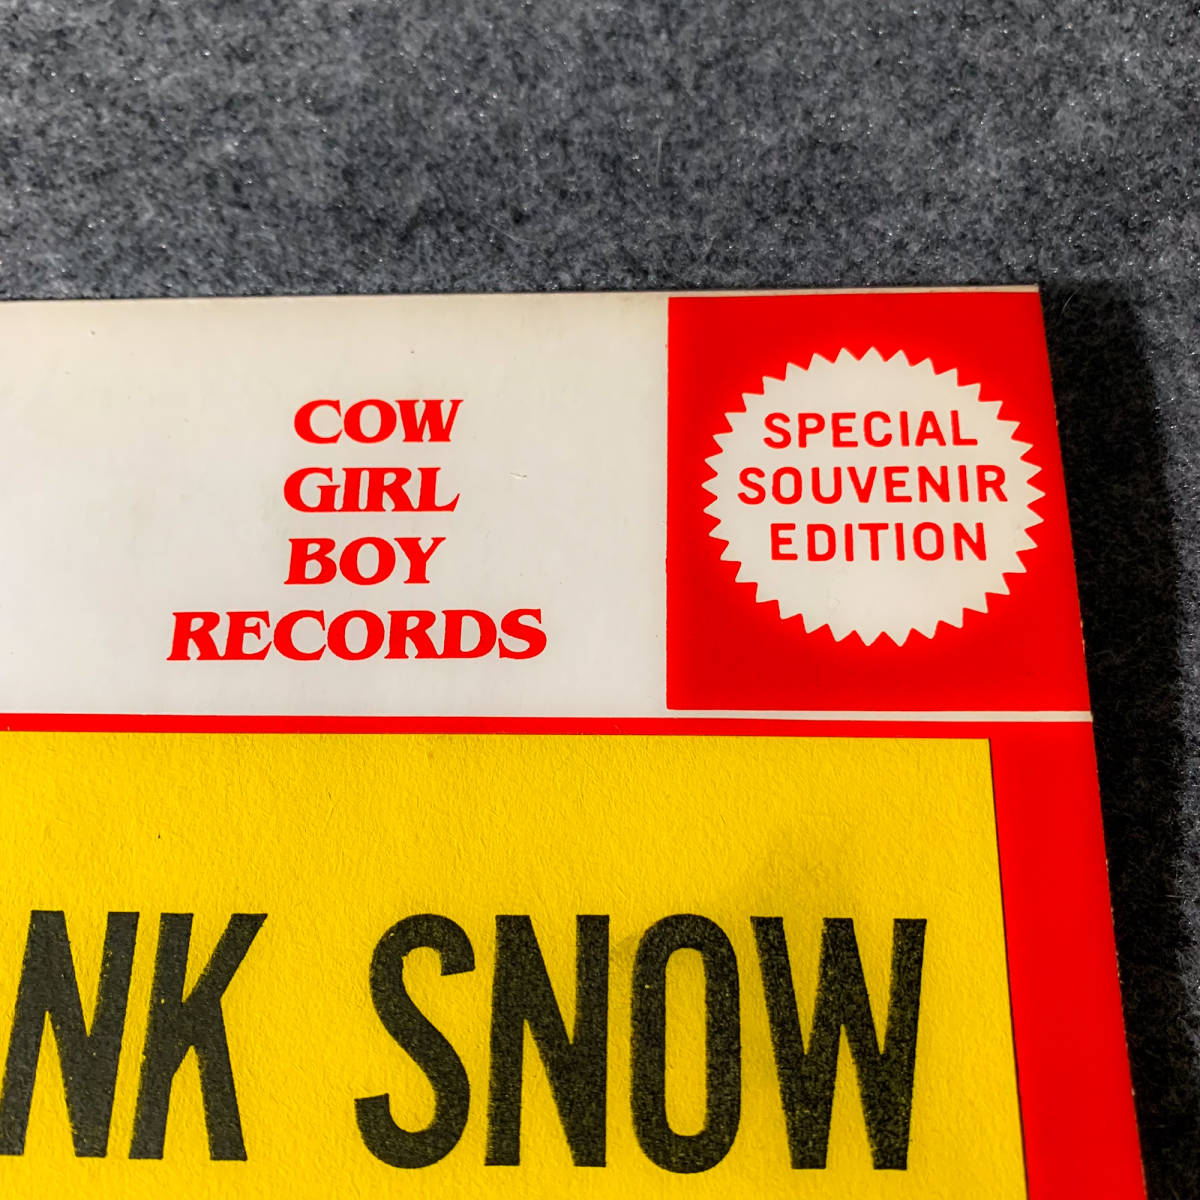 COW
GIRL
BOY
RECORDS
SPECIAL
SOUVENIR
EDITION
NK SNOW